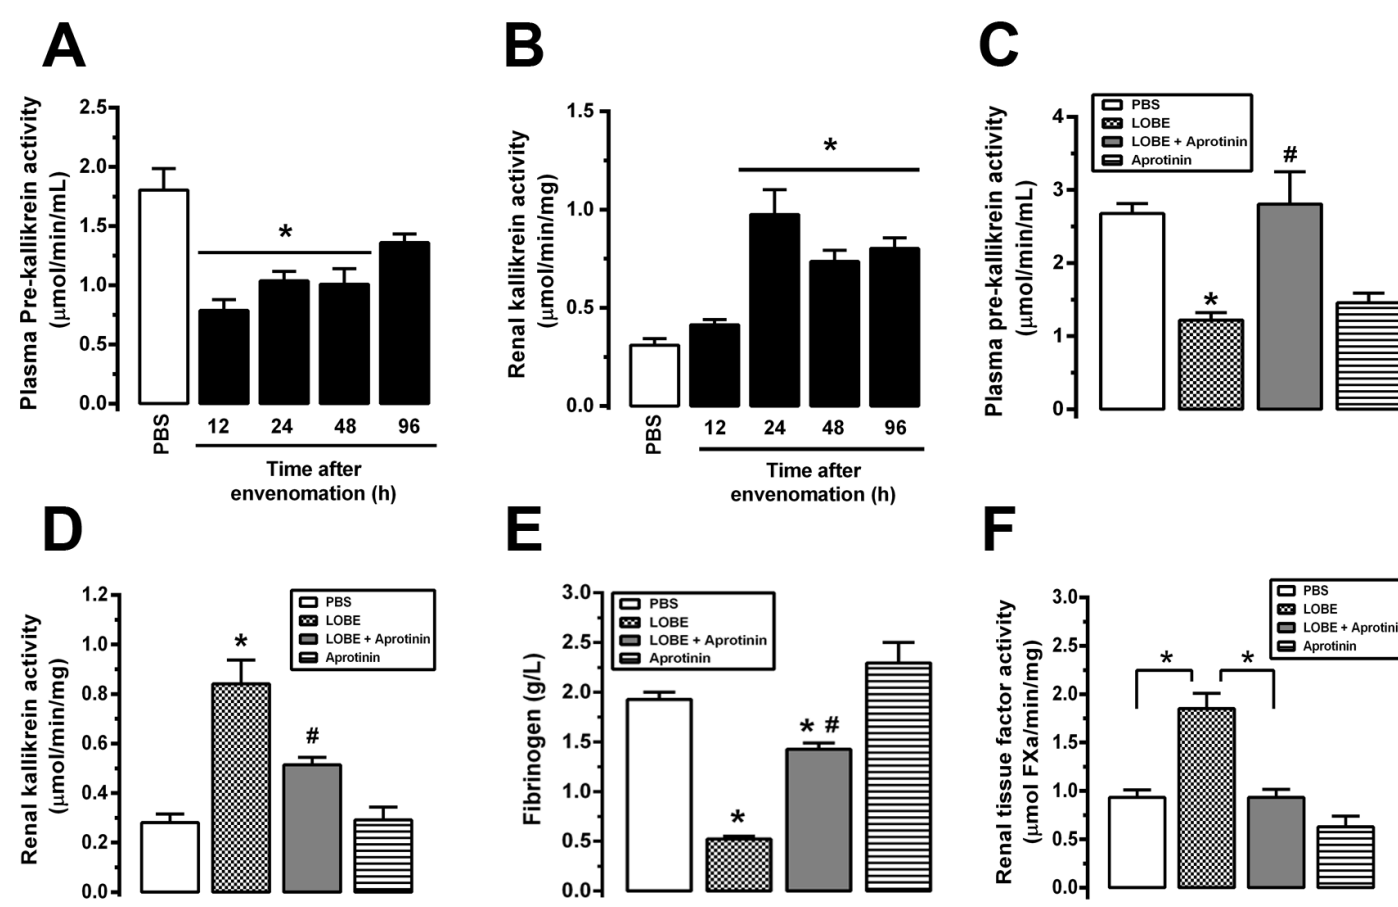 A
B
C
Plasma Pre-kallikrein activity
(μmol/min/mL)
2.5
2.0
1.5
1.0
0.5
0.0
*
PBS
12 24 48 96
Time after
envenomation (h)
Renal kallikrein activity
(μmol/min/mg)
1.5
1.0
0.5
0.0
*
PBS
12 24 48 96
Time after
envenomation (h)
Plasma pre-kallikrein activity
(μmol/min/mL)
4
3
2
1
0
PBS
LOBE
LOBE + Aprotinin
Aprotinin
*
#
D
E
F
Renal kallikrein activity
(μmol/min/mg)
1.2
1.0
0.8
0.6
0.4
0.2
0.0
PBS
LOBE
LOBE + Aprotinin
Aprotinin
*
#
Fibrinogen (g/L)
3.0
2.5
2.0
1.5
1.0
0.5
0.0
PBS
LOBE
LOBE + Aprotinin
Aprotinin
*
* #
Renal tissue factor activity
(μmol FXa/min/mg)
3.0
2.5
2.0
1.5
1.0
0.5
0.0
PBS
LOBE
LOBE + Aprotini
Aprotinin
* *